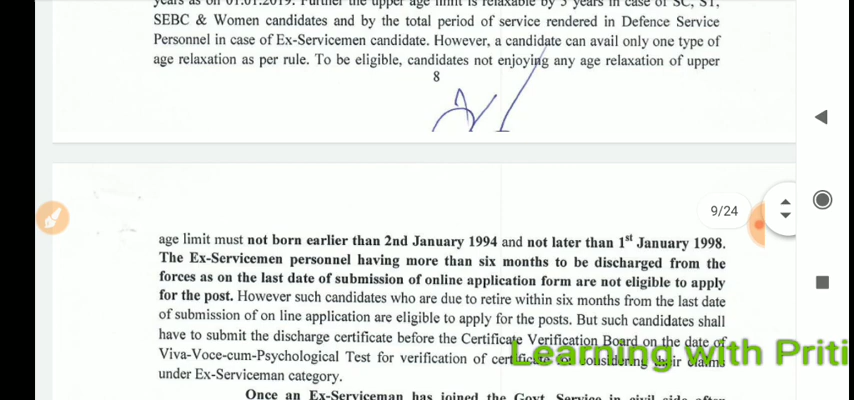 years as on 01.01.2019. Further the upper age limit is relaxable by 5 years in case of SC, ST,
SEBC & Women candidates and by the total period of service rendered in Defence Service
Personnel in case of Ex-Servicemen candidate. However, a candidate can avail only one type of
age relaxation as per rule. To be eligible, candidates not enjoying any age relaxation of upper
8
9/24
age limit must not born earlier than 2nd January 1994 and not later than 1st January 1998.
The Ex-Servicemen personnel having more than six months to be discharged from the
forces as on the last date of submission of online application form are not eligible to apply
for the post. However such candidates who are due to retire within six months from the last date
of submission of on line application are eligible to apply for the posts. But such candidates shall
have to submit the discharge certificate before the Certificate Verification Board on the date of
Viva-Voce-cum-Psychological Test for verification of certificate for considering their claims
under Ex-Serviceman category.
Learning with Priti
Once an Ex-Serviceman has joined the Govt. Service in civil side after